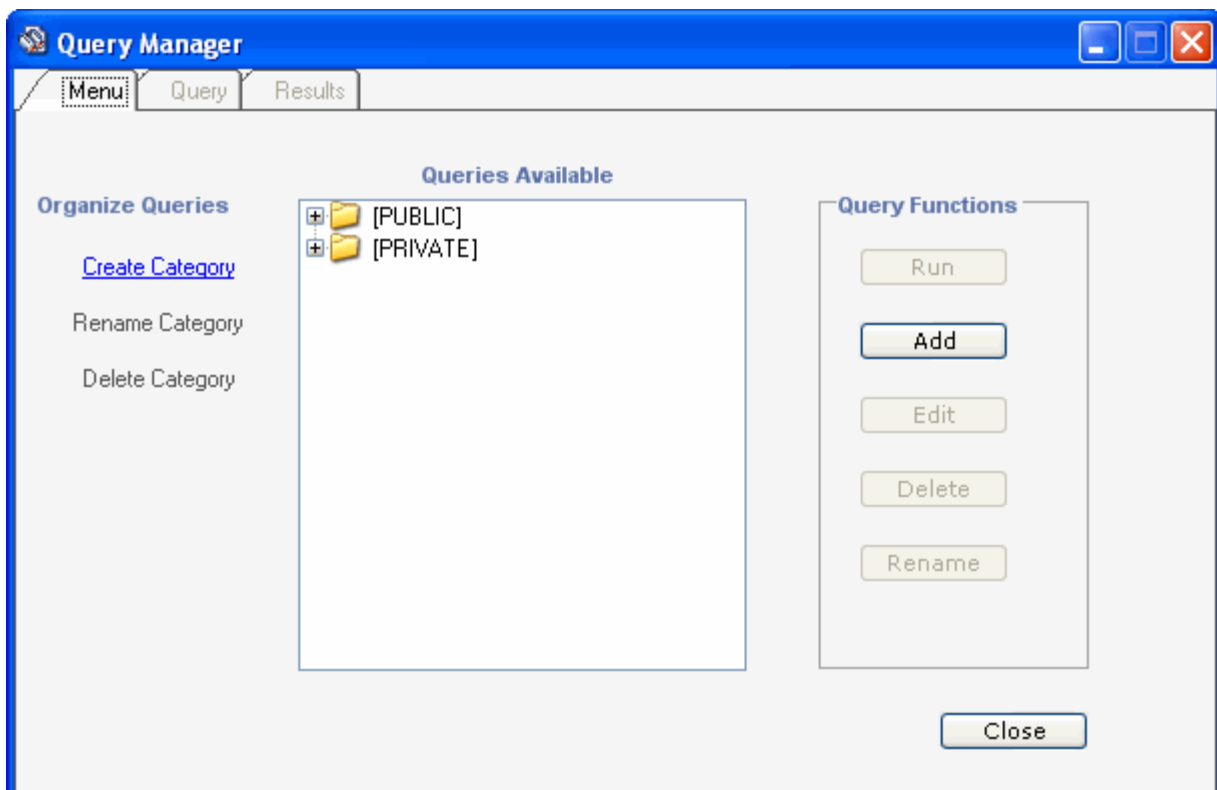 Query Manager
Menu
Query
Results
Queries Available
Organize Queries
Create Category
Rename Category
Delete Category
[PUBLIC]
[PRIVATE]
Query Functions
Run
Add
Edit
Delete
Rename
Close